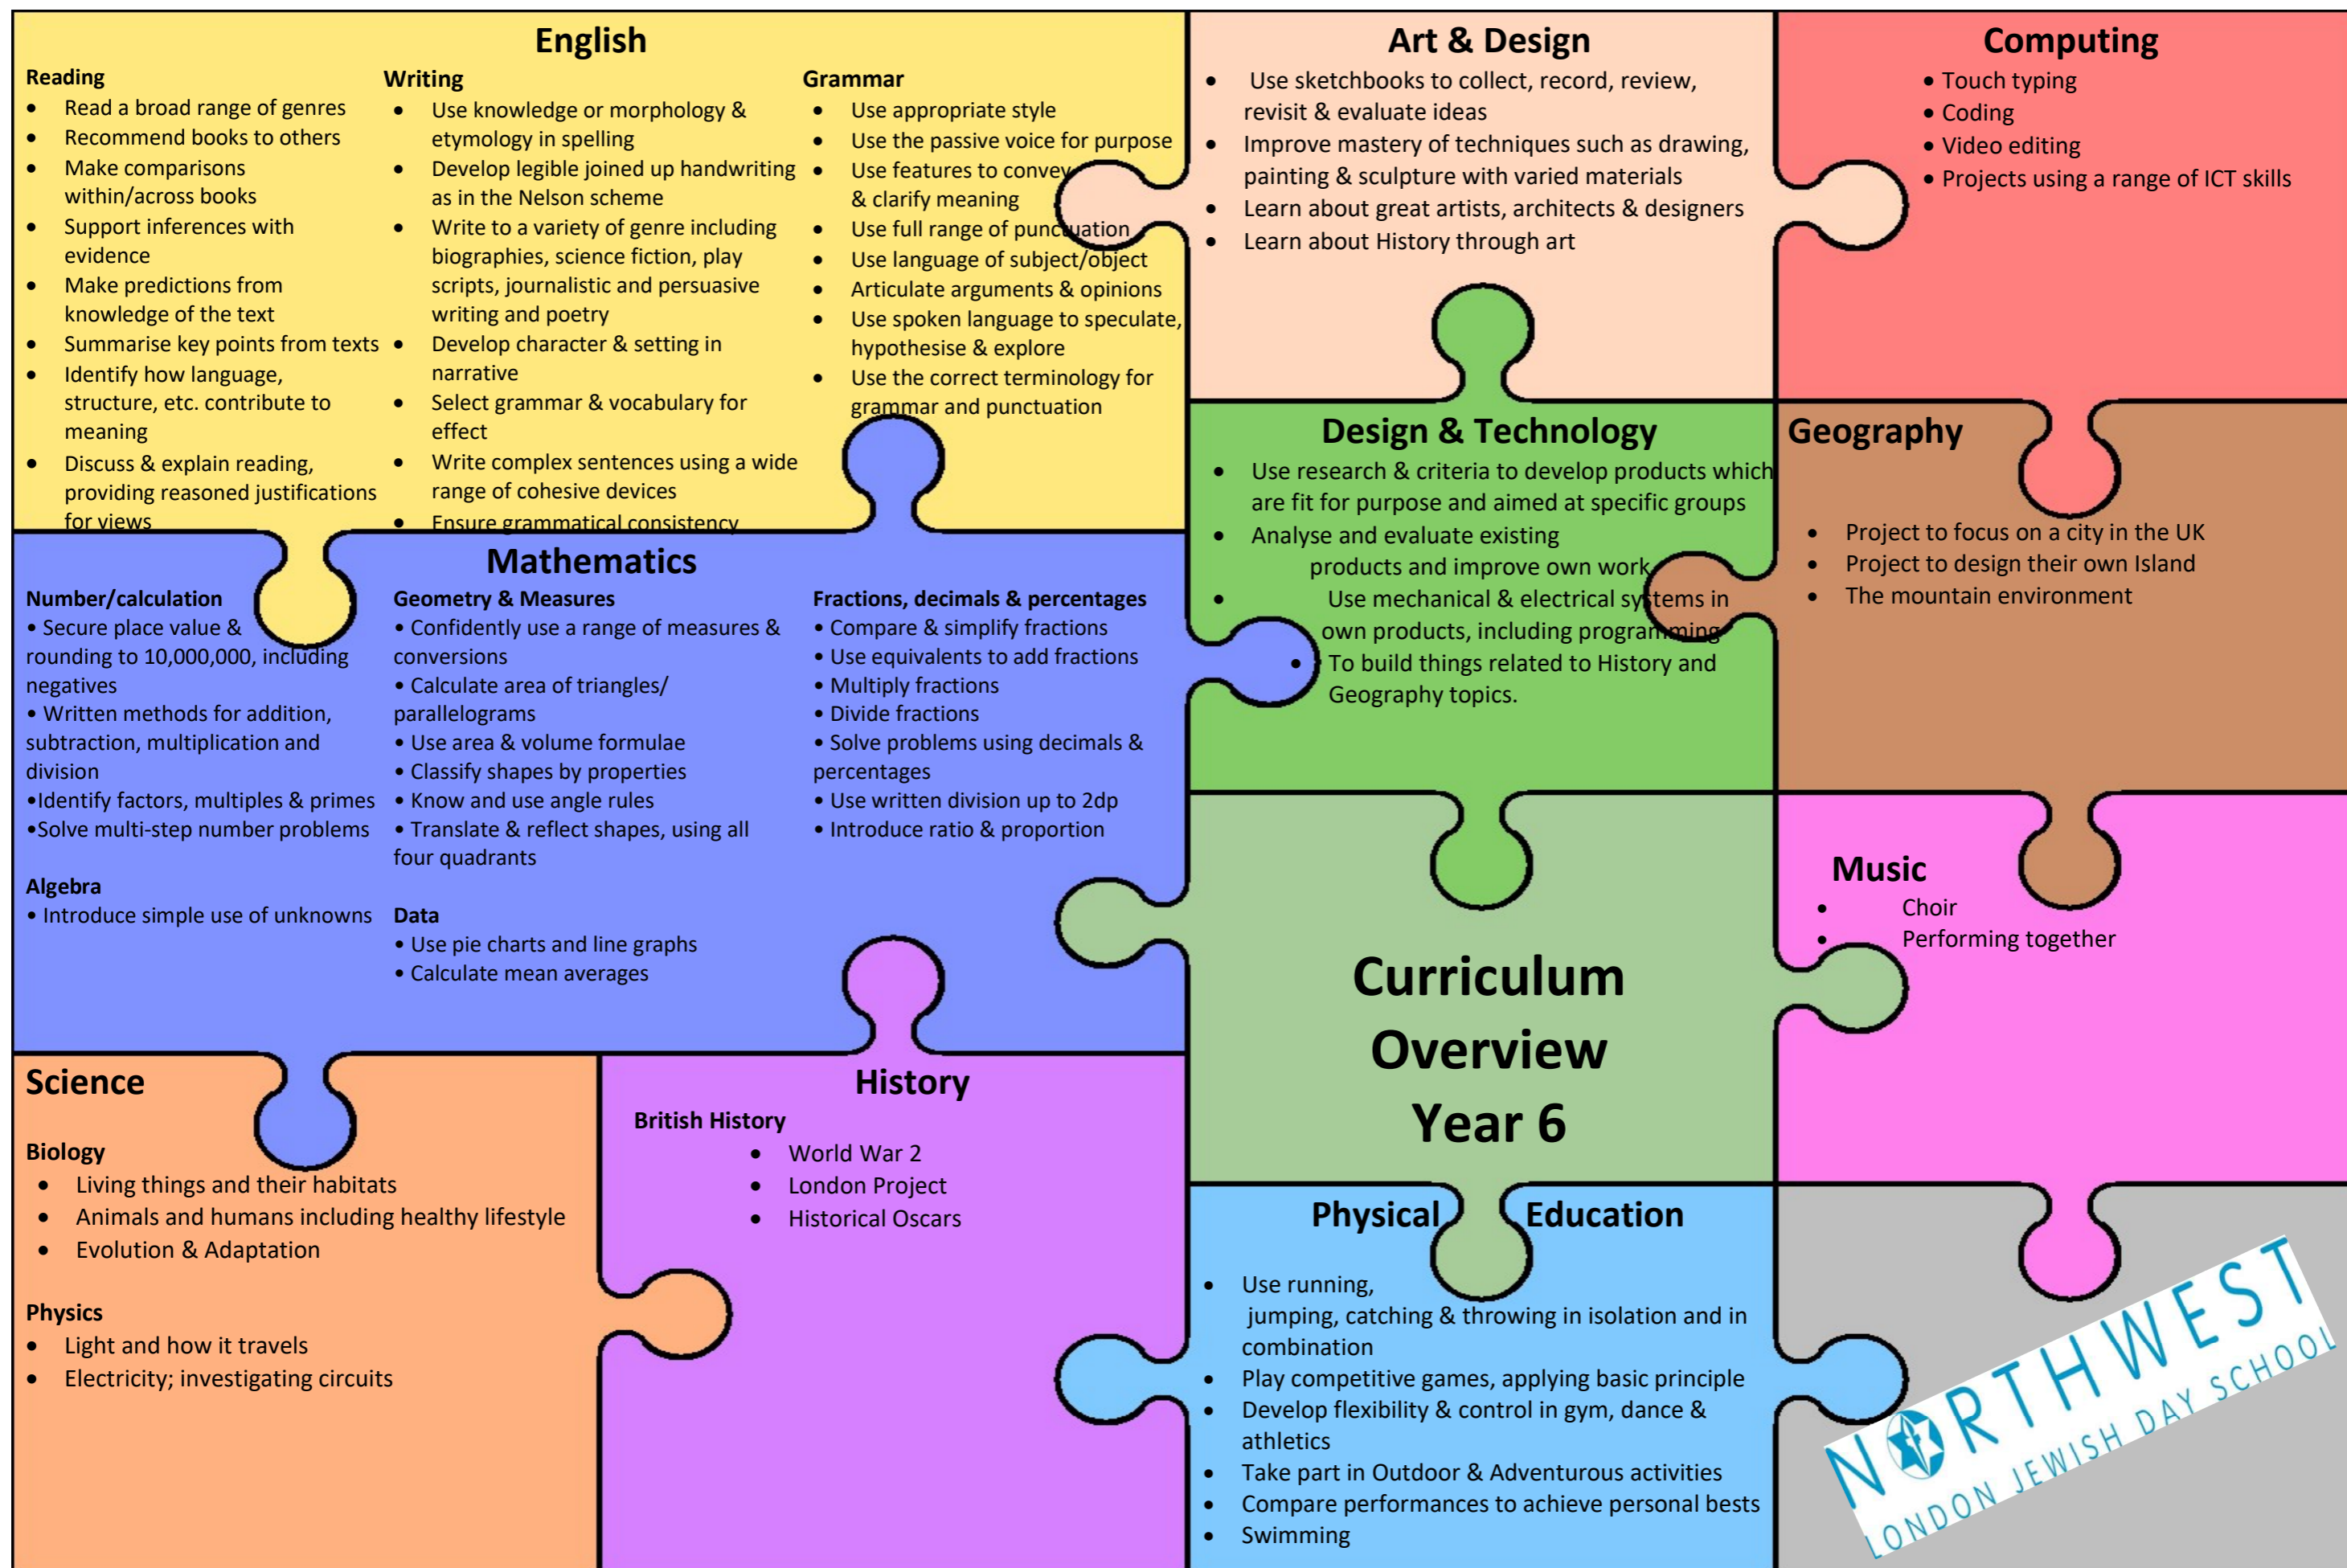 English
Reading
• Read a broad range of genres
• Recommend books to others
• Make comparisons
within/across books
• Support inferences with
evidence
• Make predictions from
knowledge of the text
• Summarise key points from texts
• Identify how language,
structure, etc. contribute to
meaning
• Discuss & explain reading,
providing reasoned justifications
for views
Writing
• Use knowledge or morphology &
etymology in spelling
• Develop legible joined up handwriting
as in the Nelson scheme
• Write to a variety of genre including
biographies, science fiction, play
scripts, journalistic and persuasive
writing and poetry
• Develop character & setting in
narrative
• Select grammar & vocabulary for
effect
• Write complex sentences using a wide
range of cohesive devices
• Ensure grammatical consistency
Grammar
• Use appropriate style
• Use the passive voice for purpose
• Use features to convey
& clarify meaning
• Use full range of punctuation
• Use language of subject/object
• Articulate arguments & opinions
• Use spoken language to speculate,
hypothesise & explore
• Use the correct terminology for
grammar and punctuation
Art & Design
• Use sketchbooks to collect, record, review,
revisit & evaluate ideas
• Improve mastery of techniques such as drawing,
painting & sculpture with varied materials
• Learn about great artists, architects & designers
• Learn about History through art
Computing
• Touch typing
• Coding
• Video editing
• Projects using a range of ICT skills
Design & Technology
• Use research & criteria to develop products which
are fit for purpose and aimed at specific groups
• Analyse and evaluate existing
products and improve own work
• Use mechanical & electrical systems in
own products, including programming
• To build things related to History and
Geography topics.
Geography
• Project to focus on a city in the UK
• Project to design their own Island
• The mountain environment
Mathematics
Number/calculation
• Secure place value &
rounding to 10,000,000, including
negatives
• Written methods for addition,
subtraction, multiplication and
division
•Identify factors, multiples & primes
•Solve multi-step number problems
Algebra
• Introduce simple use of unknowns
Geometry & Measures
• Confidently use a range of measures &
conversions
• Calculate area of triangles/
parallelograms
• Use area & volume formulae
• Classify shapes by properties
• Know and use angle rules
• Translate & reflect shapes, using all
four quadrants
Data
• Use pie charts and line graphs
• Calculate mean averages
Fractions, decimals & percentages
• Compare & simplify fractions
• Use equivalents to add fractions
• Multiply fractions
• Divide fractions
• Solve problems using decimals &
percentages
• Use written division up to 2dp
• Introduce ratio & proportion
Curriculum
Overview
Year 6
Music
• Choir
• Performing together
Science
Biology
• Living things and their habitats
• Animals and humans including healthy lifestyle
• Evolution & Adaptation
Physics
• Light and how it travels
• Electricity; investigating circuits
History
British History
• World War 2
• London Project
• Historical Oscars
Physical Education
• Use running,
jumping, catching & throwing in isolation and in
combination
• Play competitive games, applying basic principle
• Develop flexibility & control in gym, dance &
athletics
• Take part in Outdoor & Adventurous activities
• Compare performances to achieve personal bests
• Swimming
NORTHWEST
LONDON JEWISH DAY SCHOOL